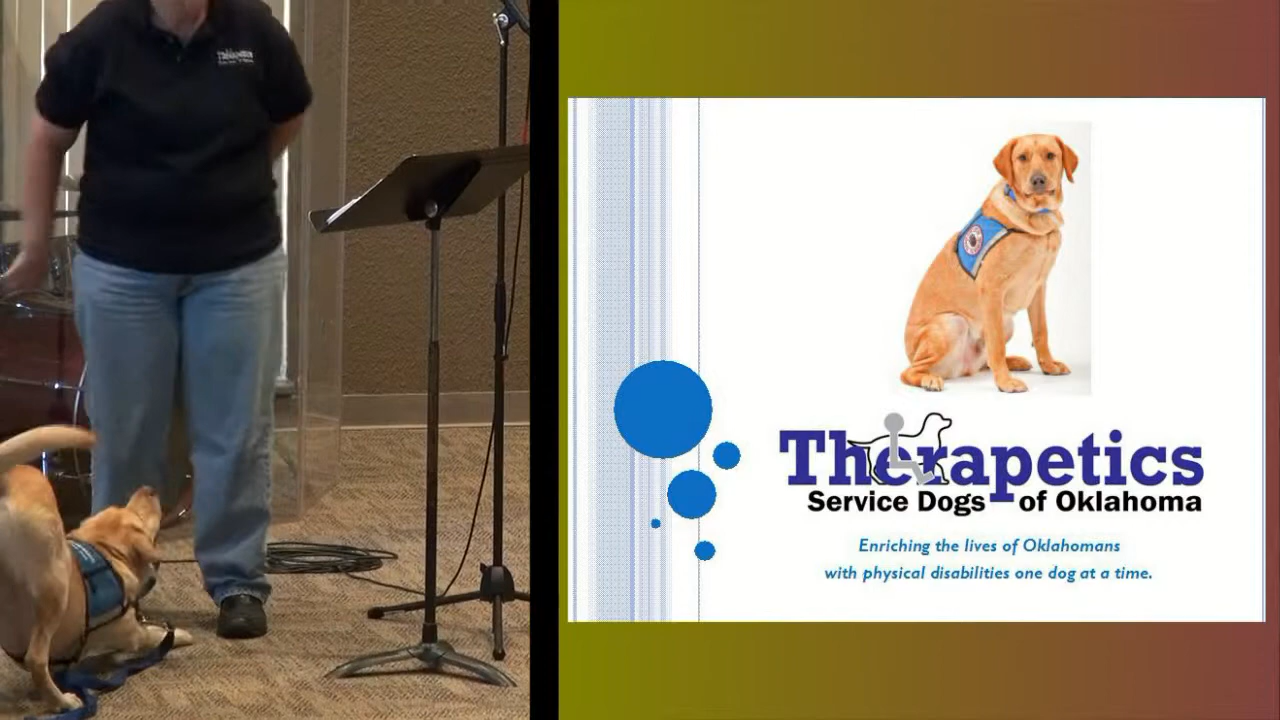 Therapetics
Service Dogs of Oklahoma
Enriching the lives of Oklahomans
with physical disabilities one dog at a time.